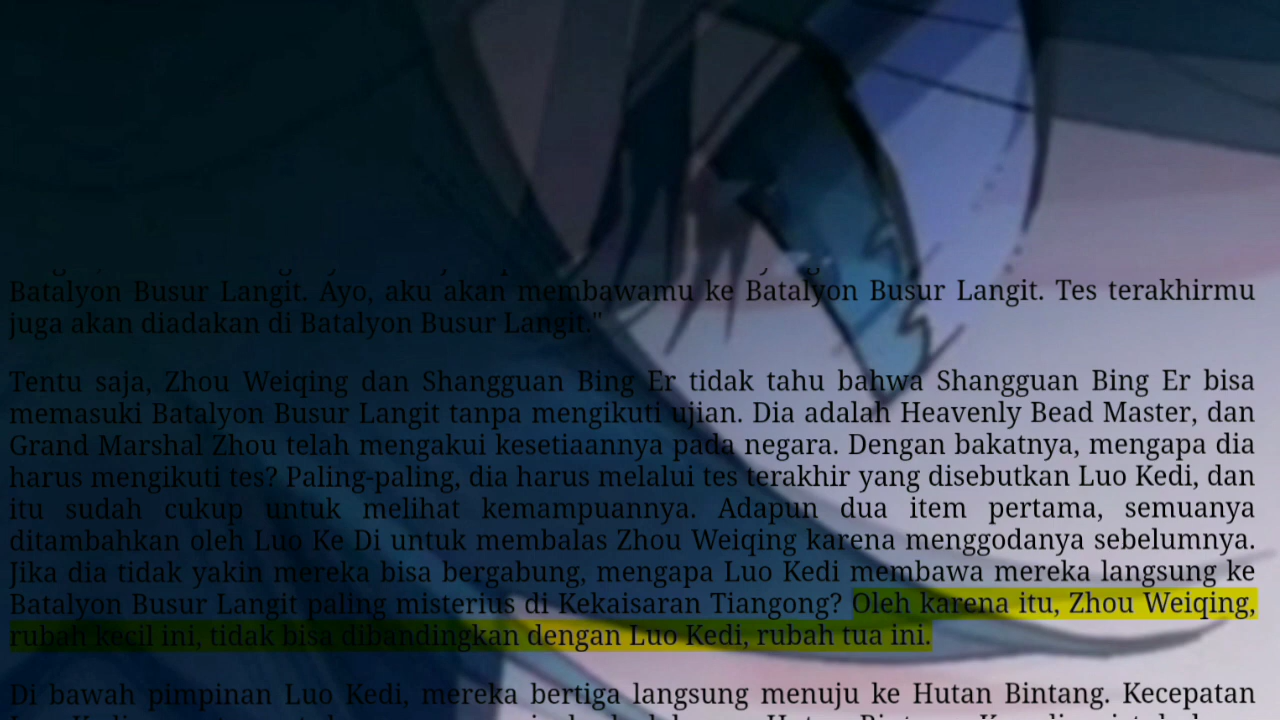 Batalyon Busur Langit. Ayo, aku akan membawamu ke Batalyon Busur Langit. Tes terakhirmu
juga akan diadakan di Batalyon Busur Langit."
Tentu saja, Zhou Weiqing dan Shangguan Bing Er tidak tahu bahwa Shangguan Bing Er bisa
memasuki Batalyon Busur Langit tanpa mengikuti ujian. Dia adalah Heavenly Bead Master, dan
Grand Marshal Zhou telah mengakui kesetiaannya pada negara. Dengan bakatnya, mengapa dia
harus mengikuti tes? Paling-paling, dia harus melalui tes terakhir yang disebutkan Luo Kedi, dan
itu sudah cukup untuk melihat kemampuannya. Adapun dua item pertama, semuanya
ditambahkan oleh Luo Ke Di untuk membalas Zhou Weiqing karena menggodanya sebelumnya.
Jika dia tidak yakin mereka bisa bergabung, mengapa Luo Kedi membawa mereka langsung ke
Batalyon Busur Langit paling misterius di Kekaisaran Tiangong? Oleh karena itu, Zhou Weiqing,
rubah kecil ini, tidak bisa dibandingkan dengan Luo Kedi, rubah tua ini.
Di bawah pimpinan Luo Kedi, mereka bertiga langsung menuju ke Hutan Bintang. Kecepatan